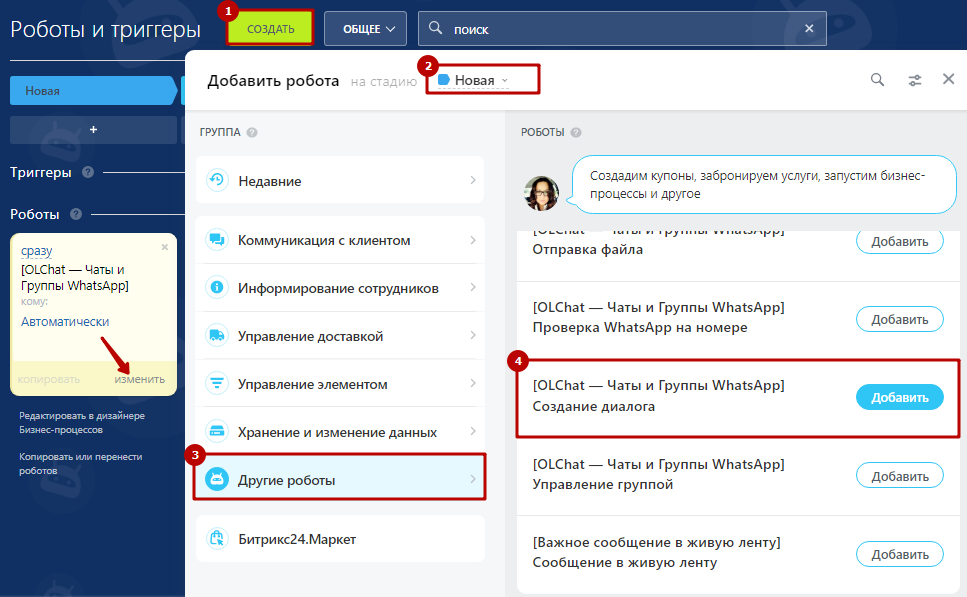 Роботы и триггеры
1
СОЗДАТЬ
ОБЩЕЕ
поиск
Новая
+
Триггеры ?
Роботы ?
сразу
[OLChat — Чаты и
Группы WhatsApp]
кому:
Автоматически
копировать
изменить
Редактировать в дизайнере
Бизнес-процессов
Копировать или перенести
роботов
Добавить робота на стадию
2
Новая
ГРУППА ?
Недавние
Коммуникация с клиентом
Информирование сотрудников
Управление доставкой
Управление элементом
Хранение и изменение данных
3
Другие роботы
Битрикс24.Маркет
РОБОТЫ ?
Создадим купоны, забронируем услуги, запустим бизнес-
процессы и другое
[OLChat — Чаты и Группы WhatsApp]
Отправка файла
Добавить
[OLChat — Чаты и Группы WhatsApp]
Проверка WhatsApp на номере
Добавить
4
[OLChat — Чаты и Группы WhatsApp]
Создание диалога
Добавить
[OLChat — Чаты и Группы WhatsApp]
Управление группой
Добавить
[Важное сообщение в живую ленту]
Сообщение в живую ленту
Добавить